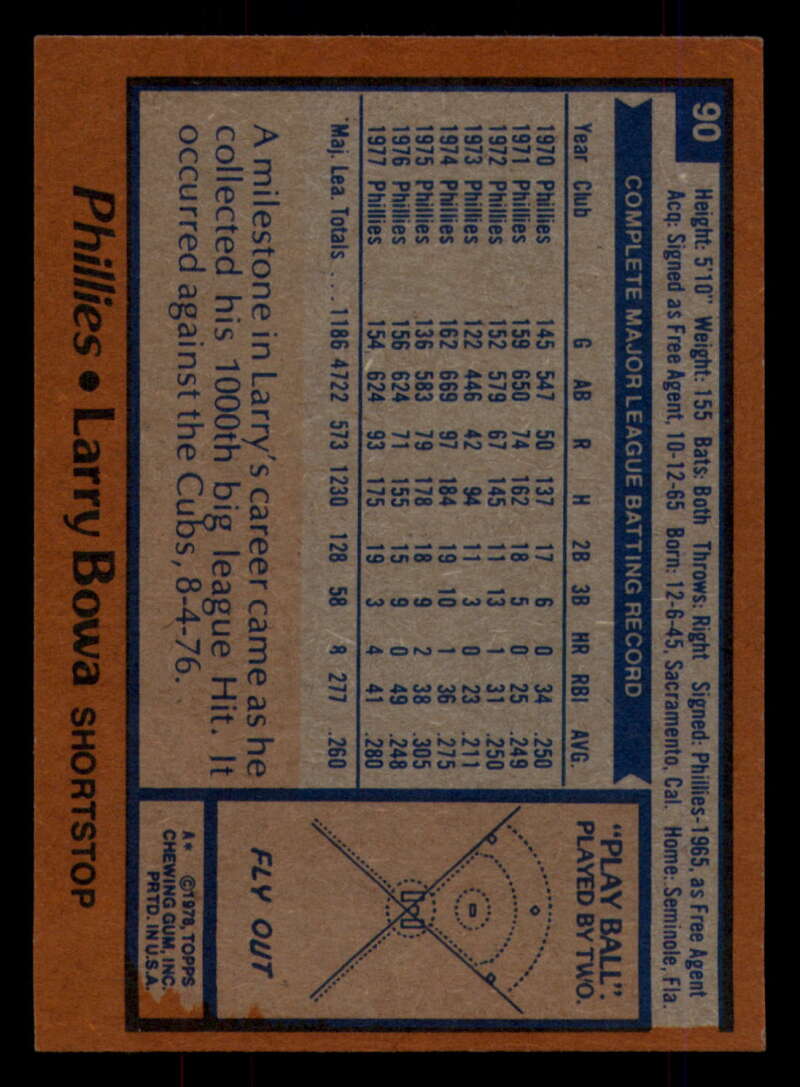 90
Height: 5'10" Weight: 155 Bats: Both Throws: Right Signed: Phillies-1965, as Free Agent
Acq: Signed as Free Agent, 10-12-65 Born: 12-6-45, Sacramento, Cal. Home: Seminole, Fla.
COMPLETE MAJOR LEAGUE BATTING RECORD
Year Club G AB R H 2B 3B HR RBI AVG.
1970 Phillies 145 547 50 137 17 6 0 34 .250
1971 Phillies 159 650 74 162 18 5 0 25 .249
1972 Phillies 152 579 67 145 11 13 1 31 .250
1973 Phillies 122 446 42 94 11 3 0 23 .211
1974 Phillies 162 669 97 184 19 10 1 36 .275
1975 Phillies 136 583 79 178 18 9 2 38 .305
1976 Phillies 156 624 71 155 15 9 0 49 .248
1977 Phillies 154 624 93 175 19 3 4 41 .280
Maj. Lea. Totals ... 1186 4722 573 1230 128 58 8 277 .260
A milestone in Larry's career came as he
collected his 1000th big league Hit. It
occurred against the Cubs, 8-4-76.
"PLAY BALL":
PLAYED BY TWO.
FLY OUT
A* ©1978, TOPPS
CHEWING GUM, INC.
PRTD. IN U.S.A.
Phillies • Larry Bowa SHORTSTOP